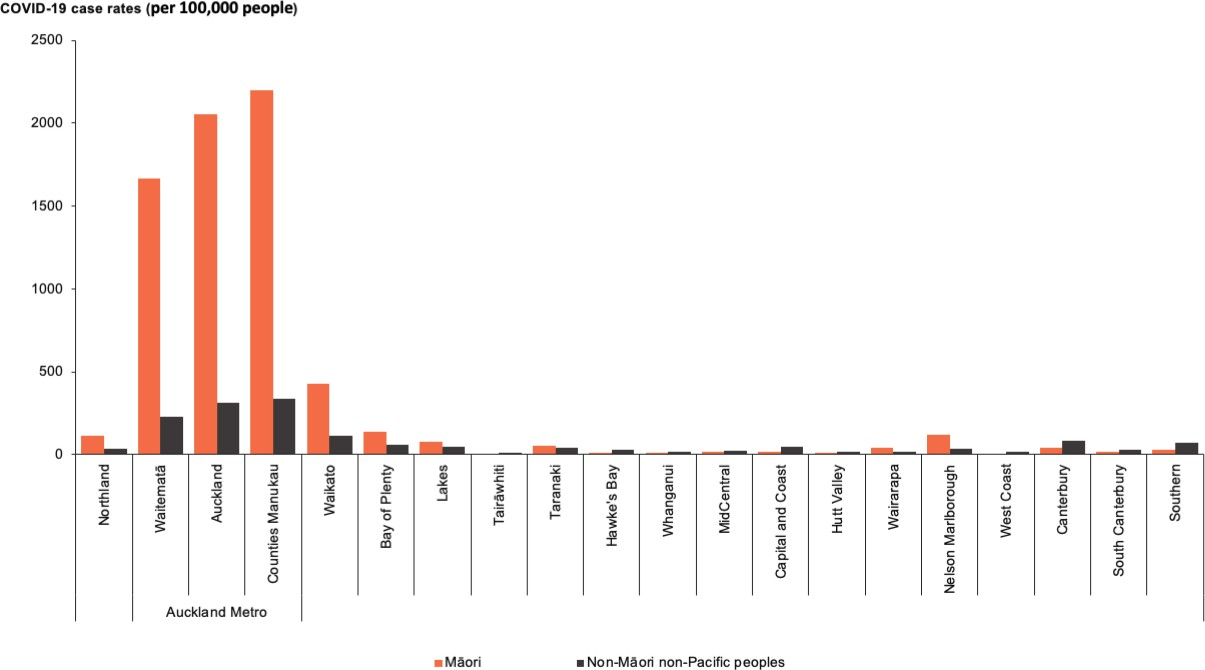 COVID-19 case rates (per 100,000 people)
2500
2000
1500
1000
500
0
Northland
Waitematā
Auckland
Counties Manukau
Waikato
Bay of Plenty
Lakes
Tairāwhiti
Taranaki
Hawke's Bay
Whanganui
MidCentral
Capital and Coast
Hutt Valley
Wairarapa
Nelson Marlborough
West Coast
Canterbury
South Canterbury
Southern
Auckland Metro
Māori
Non-Māori non-Pacific peoples